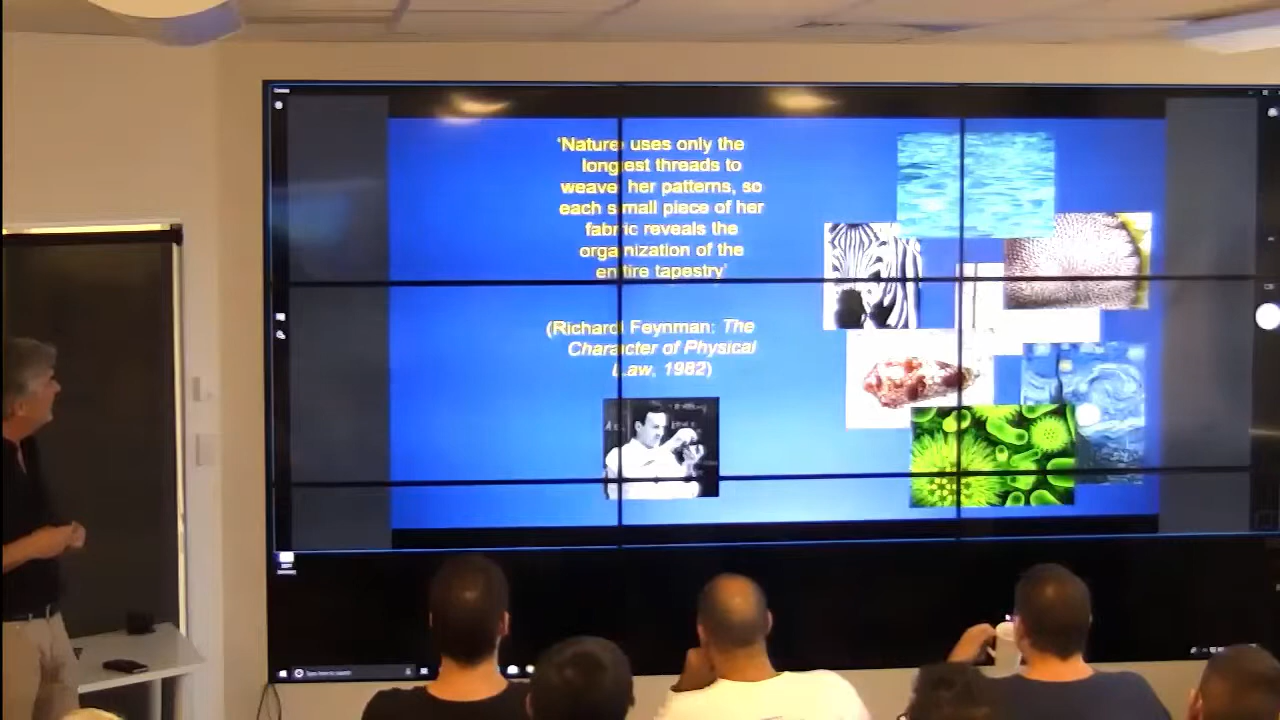 'Nature uses only the
longest threads to
weave her patterns, so
each small piece of her
fabric reveals the
organization of the
entire tapestry'
(Richard Feynman: The
Character of Physical
Law, 1982)